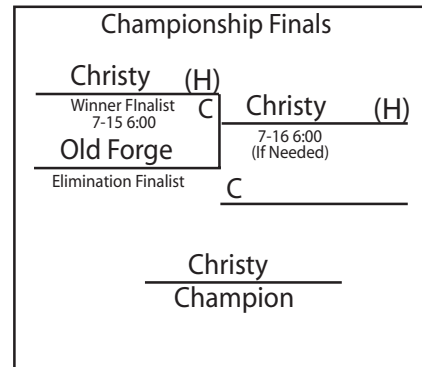 Championship Finals
Christy (H)
Winner FInalist
7-15 6:00
C
Old Forge
Elimination Finalist
Christy (H)
7-16 6:00
(If Needed)
C
Christy
Champion